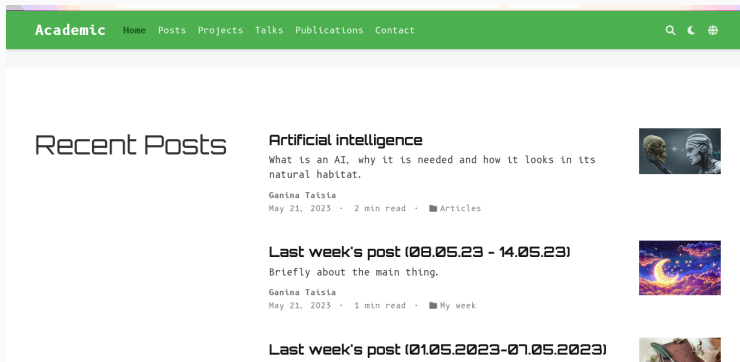 Academic Home Posts Projects Talks Publications Contact
Recent Posts
Artificial intelligence
What is an AI, why it is needed and how it looks in its
natural habitat.
Ganina Taisia
May 21, 2023 · 2 min read · Articles
Last week's post (08.05.23 - 14.05.23)
Briefly about the main thing.
Ganina Taisia
May 21, 2023 · 1 min read · My week
Last week's post (01.05.2023-07.05.2023)